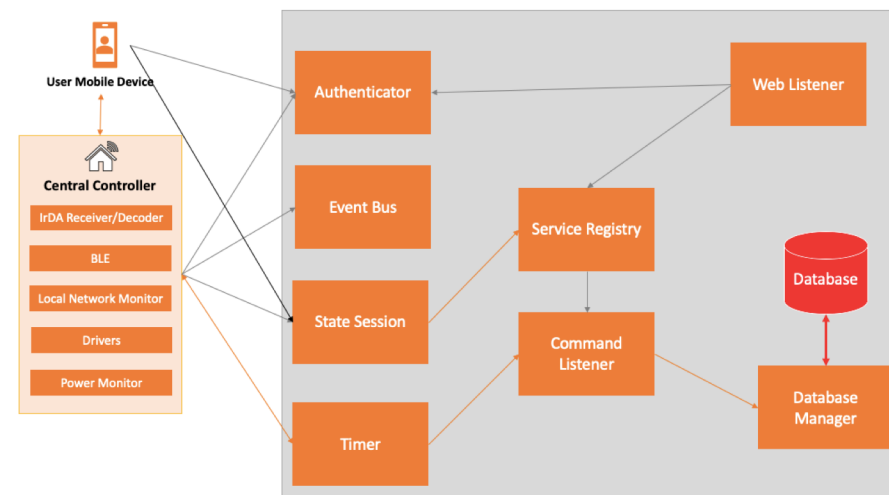 User Mobile Device
Central Controller
IrDA Receiver/Decoder
BLE
Local Network Monitor
Drivers
Power Monitor
Authenticator
Event Bus
State Session
Timer
Web Listener
Service Registry
Command
Listener
Database
Database
Manager